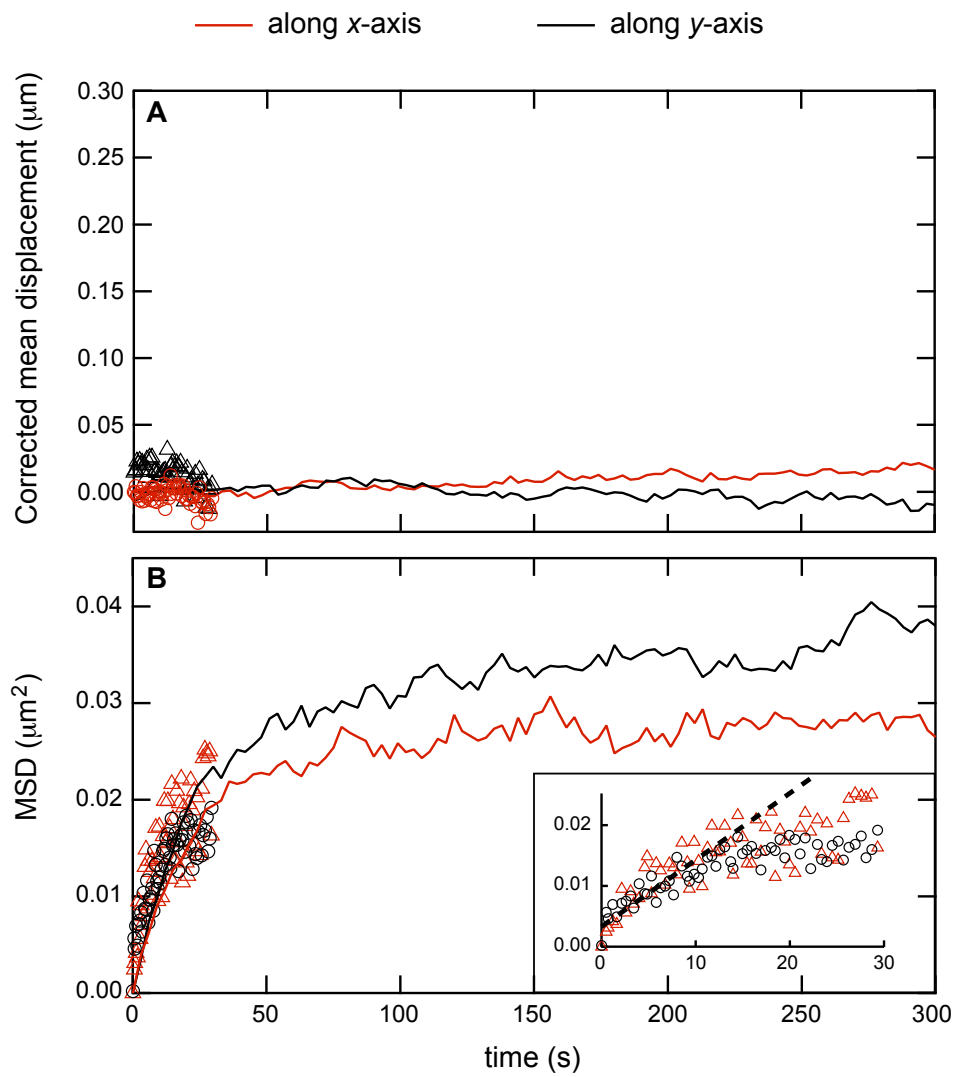 along x-axis along y-axis
Corrected mean displacement (μm)
A
0.30
0.25
0.20
0.15
0.10
0.05
0.00
MSD (μm²)
B
0.04
0.03
0.02
0.01
0.00
0.02
0.01
0.00
0 10 20 30
0 50 100 150 200 250 300
time (s)